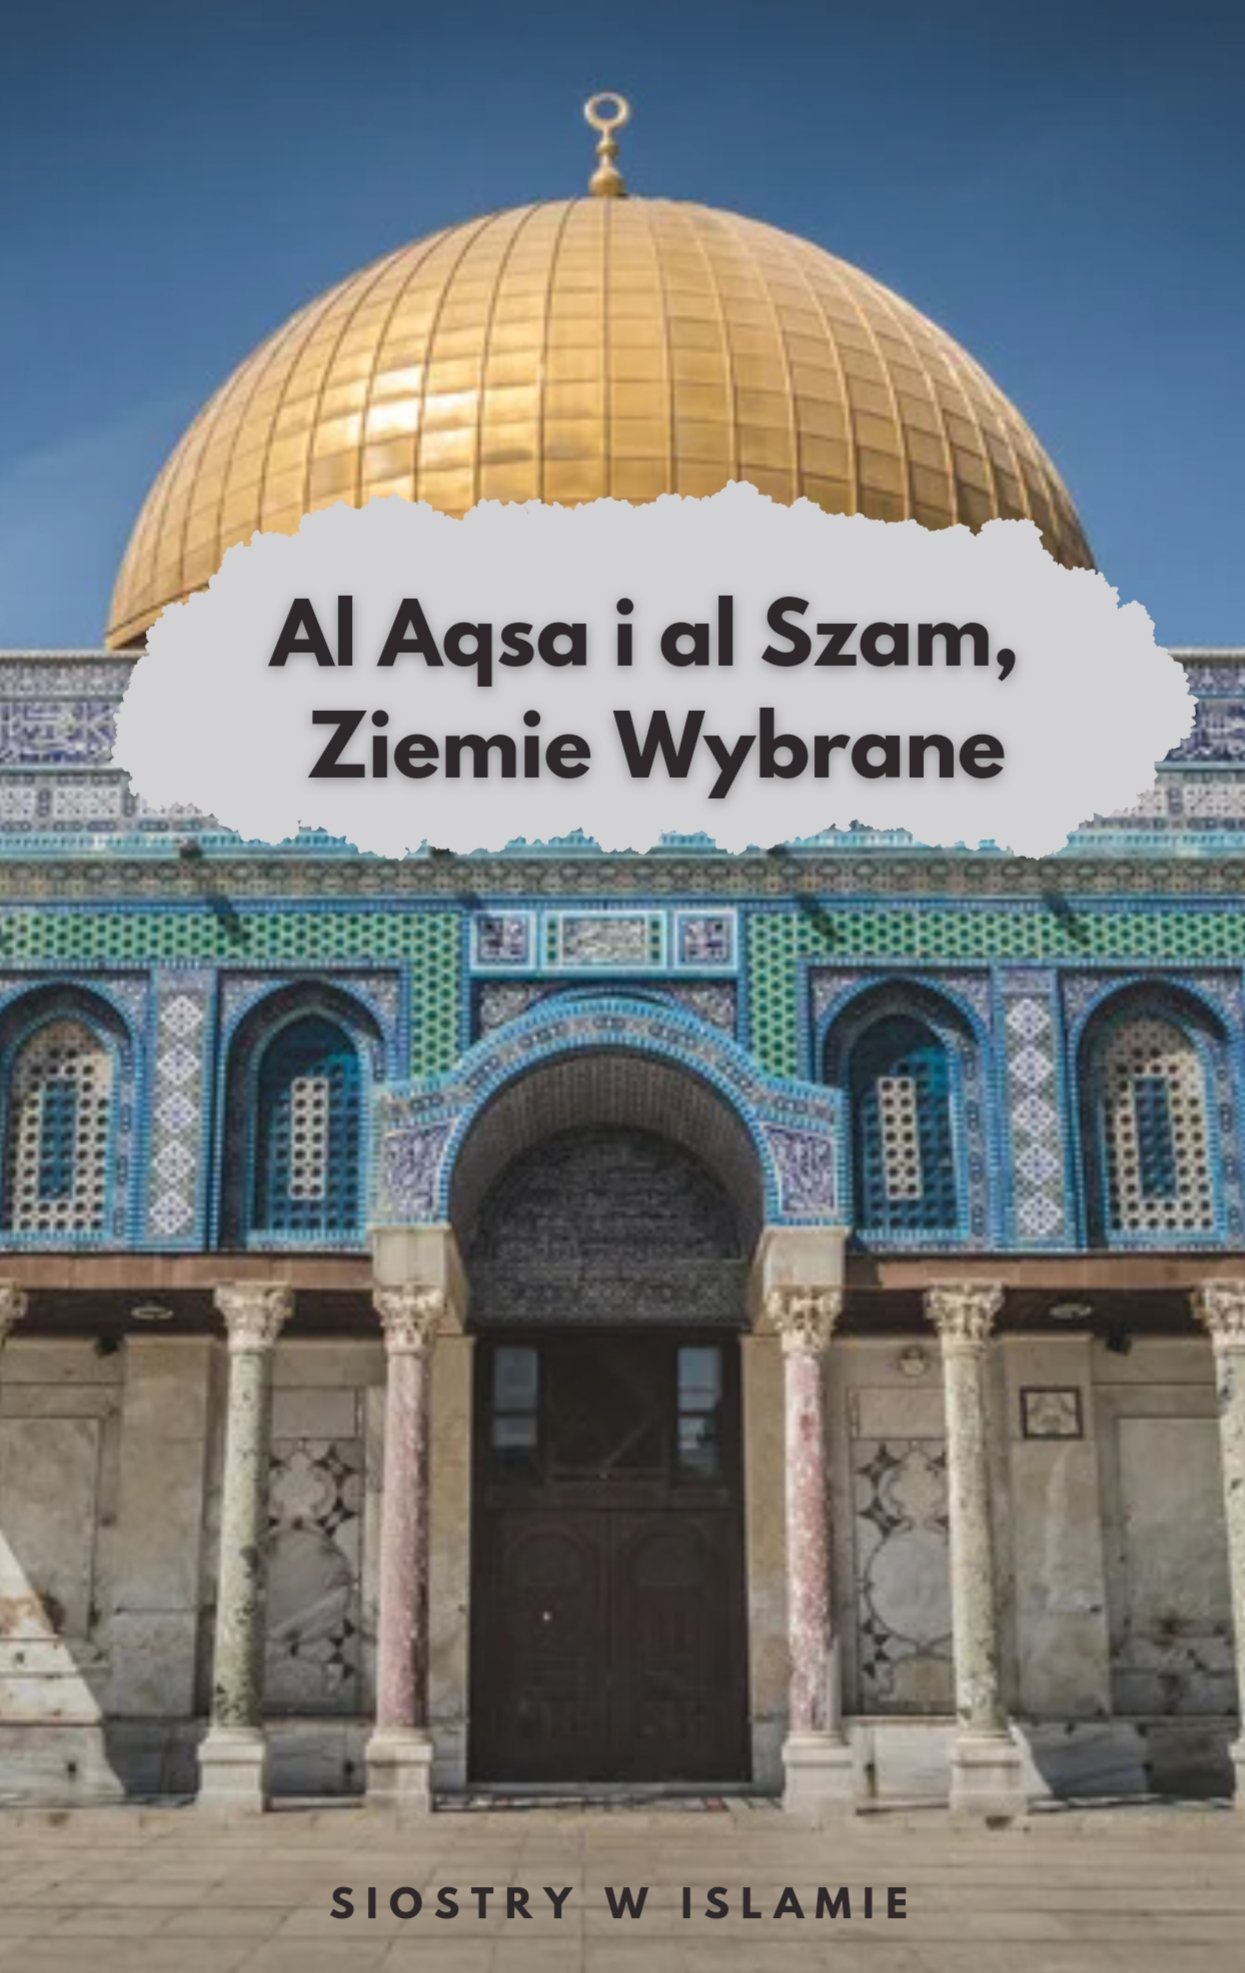 Al Aqsa i al Szam,
Ziemie Wybrane
SIOSTRY W ISLAMIE